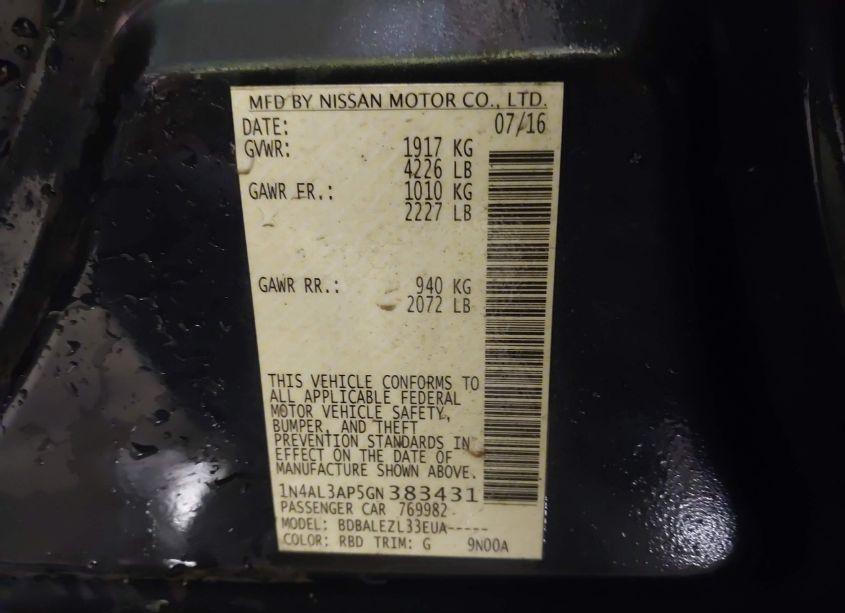 MFD BY NISSAN MOTOR CO., LTD.
DATE: 07/16
GVWR: 1917 KG
4226 LB
GAWR FR.: 1010 KG
2227 LB
GAWR RR.: 940 KG
2072 LB
THIS VEHICLE CONFORMS TO
ALL APPLICABLE FEDERAL
MOTOR VEHICLE SAFETY,
BUMPER, AND THEFT
PREVENTION STANDARDS IN
EFFECT ON THE DATE OF
MANUFACTURE SHOWN ABOVE.
1N4AL3AP5GN383431
PASSENGER CAR 769982
MODEL: BDBALEZL33EUA-----
COLOR: RBD TRIM: G 9N00A